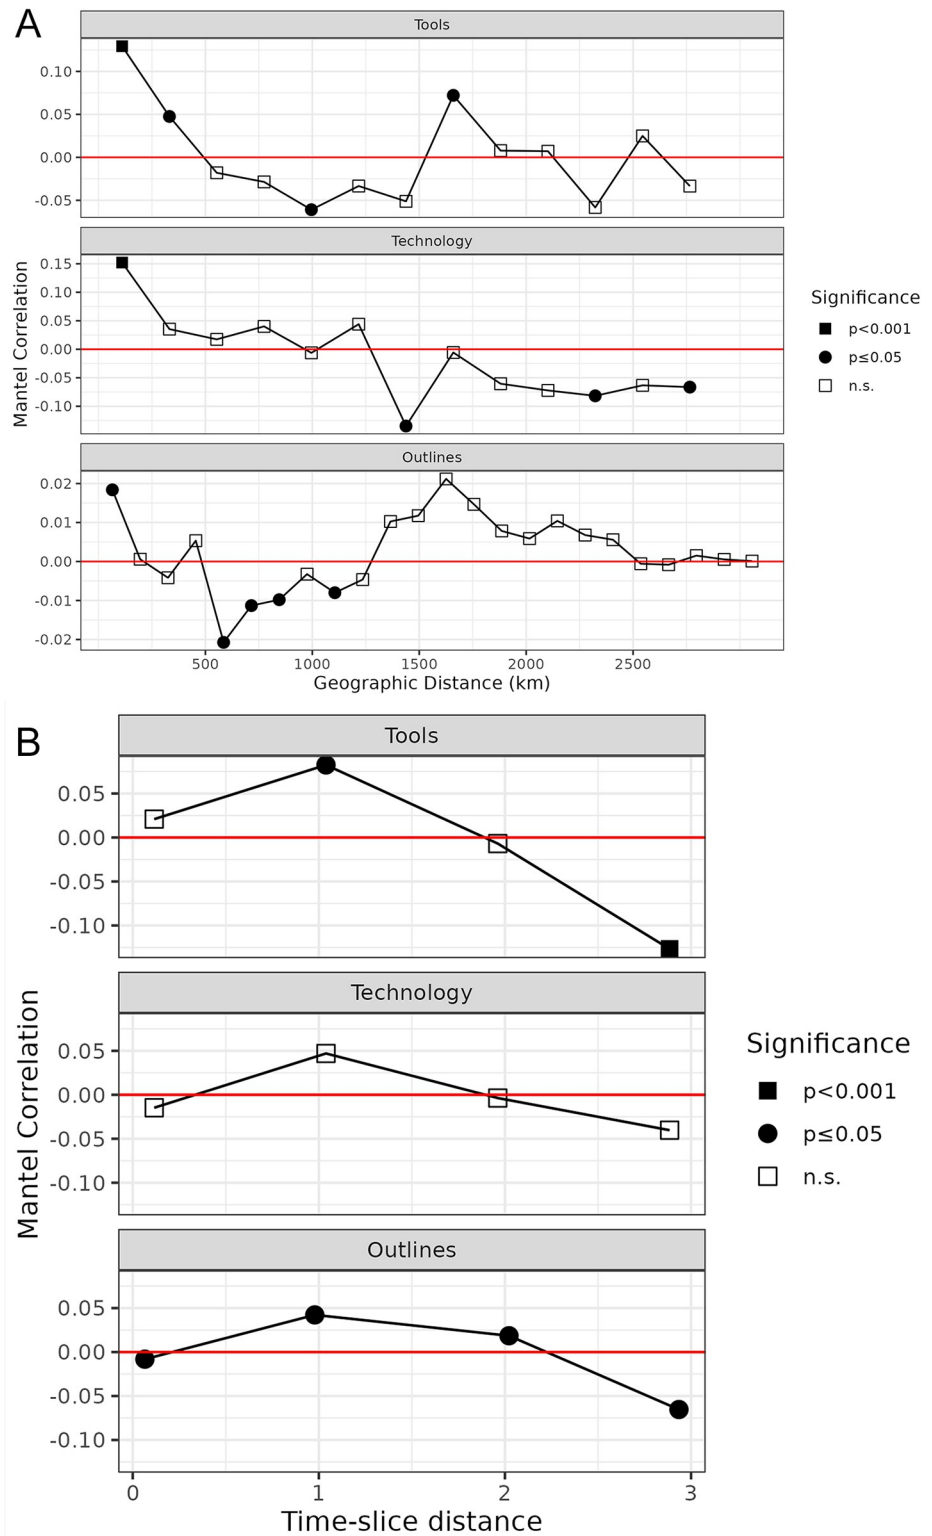 A
Tools
0.10
0.05
0.00
-0.05
Technology
0.15
0.10
0.05
0.00
-0.05
-0.10
Outlines
0.02
0.01
0.00
-0.01
-0.02
500 1000 1500 2000 2500
Geographic Distance (km)
Mantel Correlation
Significance
p<0.001
p≤0.05
n.s.
B
Tools
0.05
0.00
-0.05
-0.10
Technology
0.05
0.00
-0.05
-0.10
Outlines
0.05
0.00
-0.05
-0.10
0 1 2 3
Time-slice distance
Mantel Correlation
Significance
p<0.001
p≤0.05
n.s.